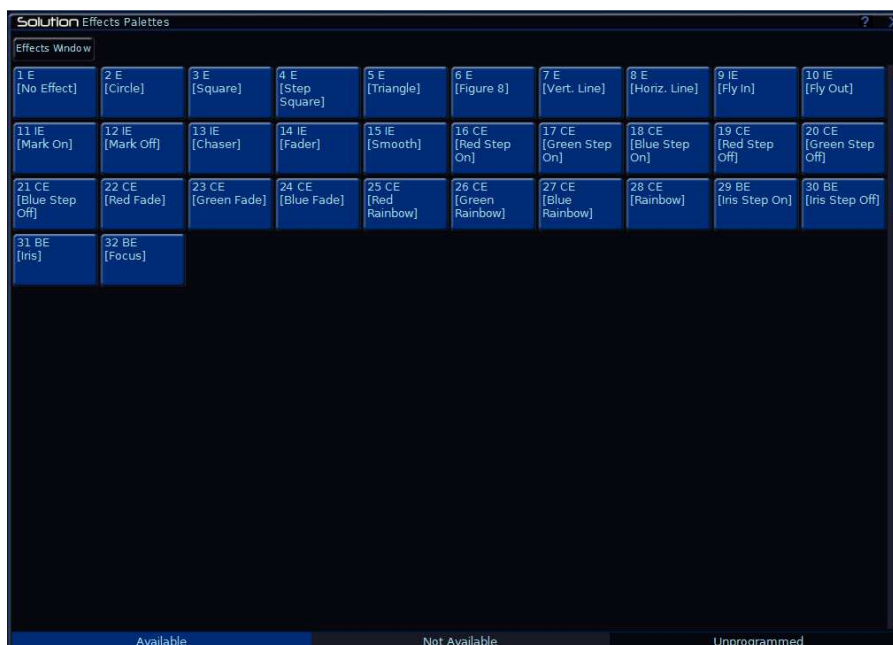 Solution Effects Palettes ?
Effects Window
1 E
[No Effect]
2 E
[Circle]
3 E
[Square]
4 E
[Step
Square]
5 E
[Triangle]
6 E
[Figure 8]
7 E
[Vert. Line]
8 E
[Horiz. Line]
9 IE
[Fly In]
10 IE
[Fly Out]
11 IE
[Mark On]
12 IE
[Mark Off]
13 IE
[Chaser]
14 IE
[Fader]
15 IE
[Smooth]
16 CE
[Red Step
On]
17 CE
[Green Step
On]
18 CE
[Blue Step
On]
19 CE
[Red Step
Off]
20 CE
[Green Step
Off]
21 CE
[Blue Step
Off]
22 CE
[Red Fade]
23 CE
[Green Fade]
24 CE
[Blue Fade]
25 CE
[Red
Rainbow]
26 CE
[Green
Rainbow]
27 CE
[Blue
Rainbow]
28 CE
[Rainbow]
29 BE
[Iris Step On]
30 BE
[Iris Step Off]
31 BE
[Iris]
32 BE
[Focus]
Available
Not Available
Unprogrammed